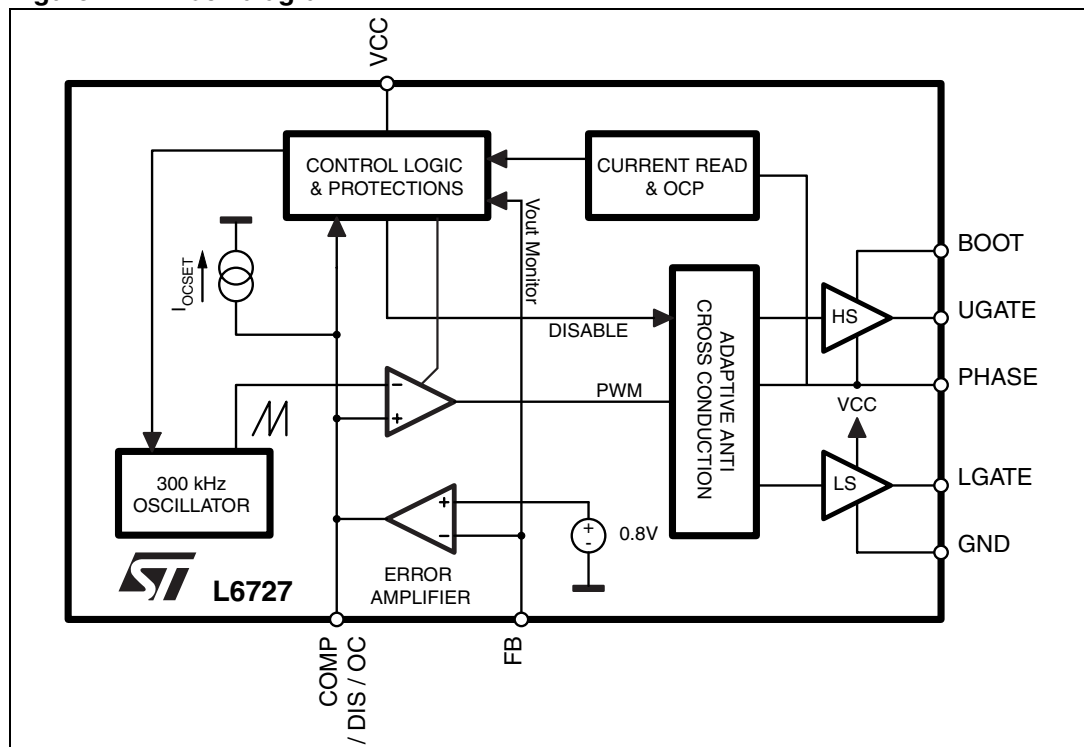 VCC
CONTROL LOGIC
& PROTECTIONS
CURRENT READ
& OCP
Vout Monitor
IOCSET
BOOT
HS
UGATE
DISABLE
ADAPTIVE ANTI
CROSS CONDUCTION
PHASE
PWM
VCC
300 kHz
OSCILLATOR
LS
LGATE
+
-
0.8V
GND
ST L6727
ERROR
AMPLIFIER
COMP
/ DIS / OC
FB